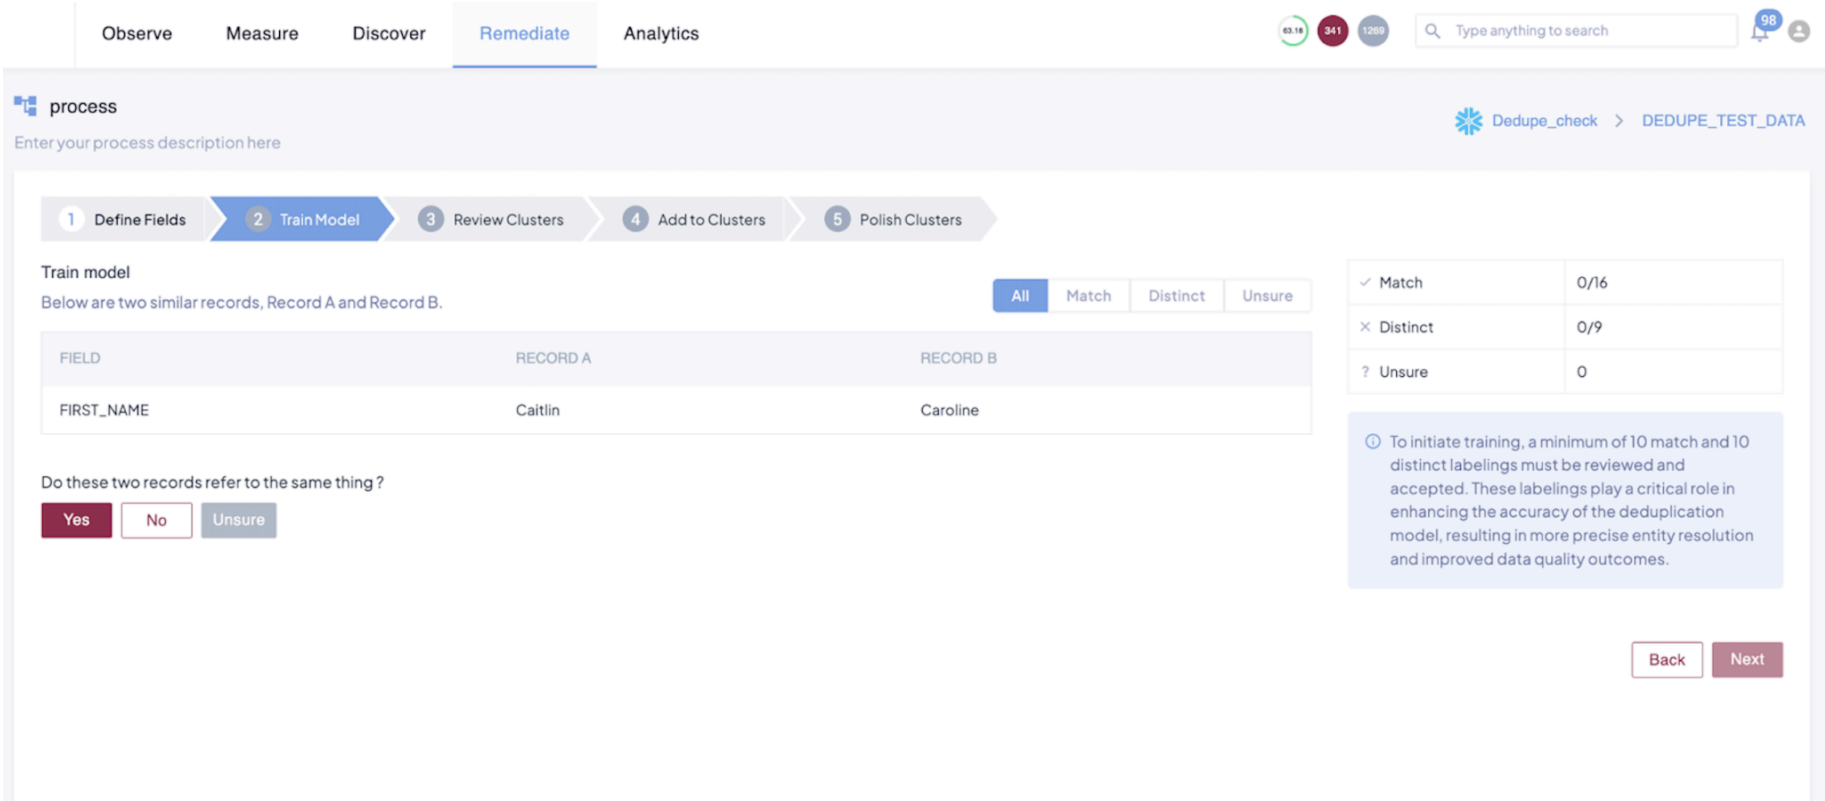 Observe Measure Discover Remediate Analytics 63.16 341 1269 Type anything to search 98
process
Dedupe_check > DEDUPE_TEST_DATA
Enter your process description here
1 Define Fields 2 Train Model 3 Review Clusters 4 Add to Clusters 5 Polish Clusters
Train model
Below are two similar records, Record A and Record B.
All Match Distinct Unsure
FIELD RECORD A RECORD B
FIRST_NAME Caitlin Caroline
Do these two records refer to the same thing ?
Yes No Unsure
Match 0/16
Distinct 0/9
? Unsure 0
To initiate training, a minimum of 10 match and 10
distinct labelings must be reviewed and
accepted. These labelings play a critical role in
enhancing the accuracy of the deduplication
model, resulting in more precise entity resolution
and improved data quality outcomes.
Back Next